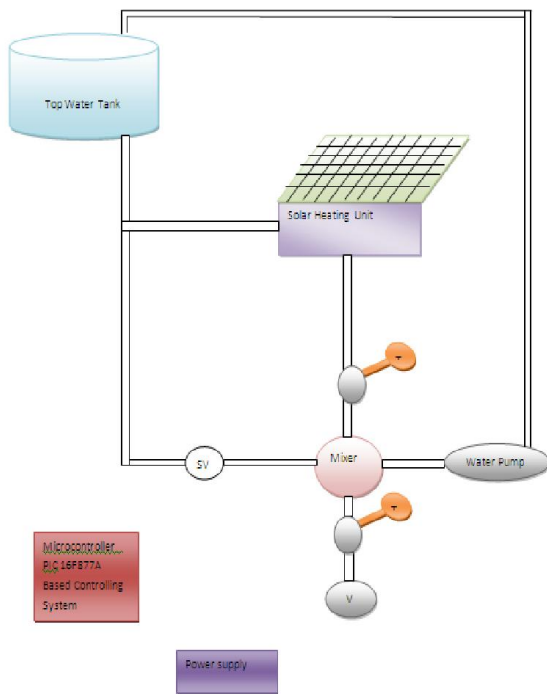 Top Water Tank
Solar Heating Unit
T
SV
Mixer
Water Pump
T
V
Microcontroller
PIC 16F877A
Based Controlling
System
Power supply